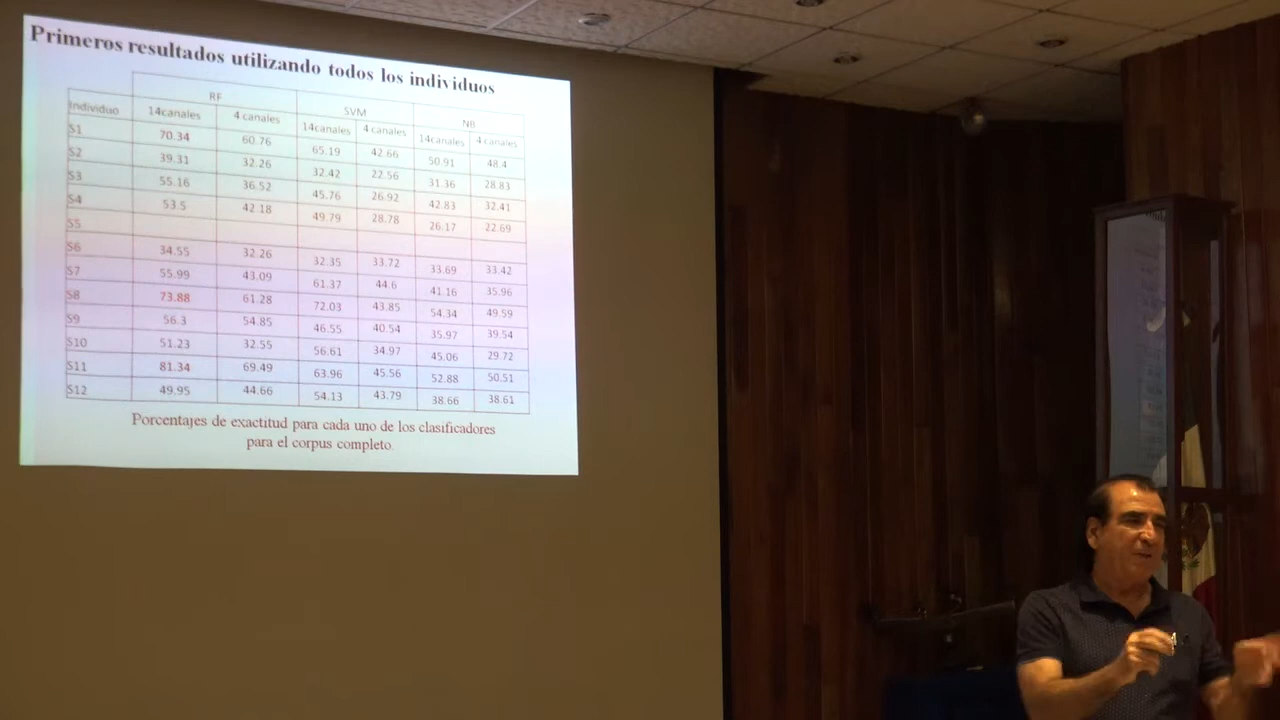 Primeros resultados utilizando todos los individuos
RF SVM NB
Individuo 14canales 4 canales 14canales 4 canales 14canales 4 canales
S1 70.34 60.76 65.19 42.66 50.91 48.4
S2 39.31 32.26 32.42 22.56 31.36 28.83
S3 55.16 36.52 45.76 26.92 42.83 32.41
S4 53.5 42.18 49.79 28.78 26.17 22.69
S5
S6 34.55 32.26 32.35 33.72 33.69 33.42
S7 55.99 43.09 61.37 44.6 41.16 35.96
S8 73.88 61.28 72.03 43.85 54.34 49.59
S9 56.3 54.85 46.55 40.54 35.97 39.54
S10 51.23 32.55 56.61 34.97 45.06 29.72
S11 81.34 69.49 63.96 45.56 52.88 50.51
S12 49.95 44.66 54.13 43.79 38.66 38.61
Porcentajes de exactitud para cada uno de los clasificadores
para el corpus completo.